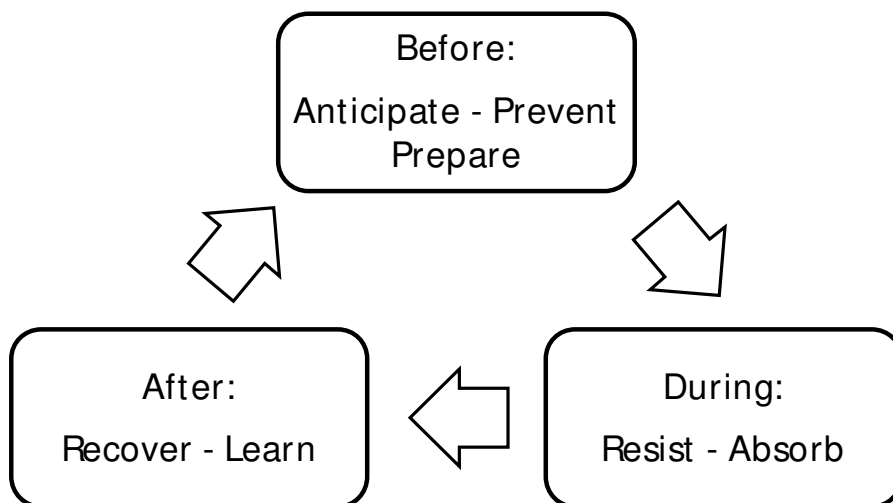 Before:
Anticipate - Prevent
Prepare
During:
Resist - Absorb
After:
Recover - Learn